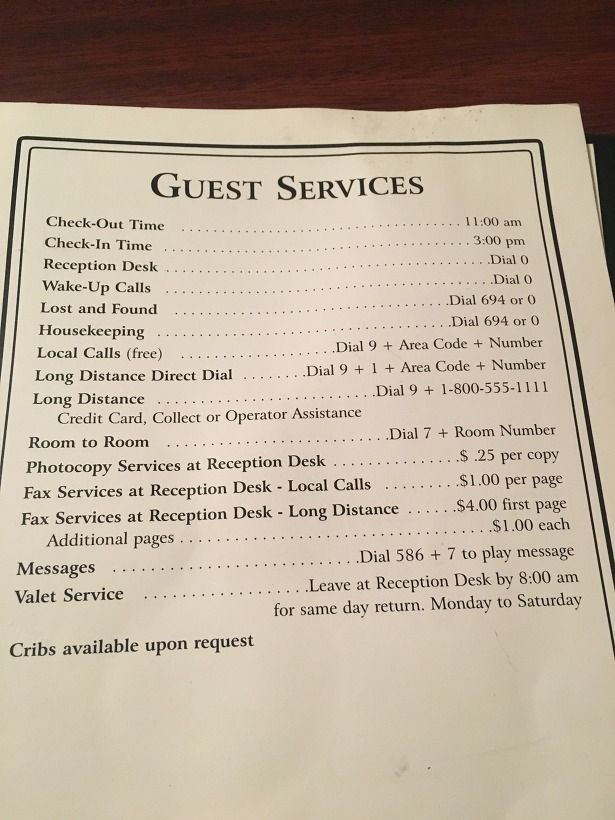 GUEST SERVICES
Check-Out Time ................................... 11:00 am
Check-In Time ................................... 3:00 pm
Reception Desk ................................... Dial 0
Wake-Up Calls ................................... Dial 0
Lost and Found ............................. Dial 694 or 0
Housekeeping ............................. Dial 694 or 0
Local Calls (free) ................. Dial 9 + Area Code + Number
Long Distance Direct Dial ........ Dial 9 + 1 + Area Code + Number
Long Distance ........................ Dial 9 + 1-800-555-1111
Credit Card, Collect or Operator Assistance
Room to Room ........................ Dial 7 + Room Number
Photocopy Services at Reception Desk ............. $ .25 per copy
Fax Services at Reception Desk - Local Calls ......... $1.00 per page
Fax Services at Reception Desk - Long Distance ...... $4.00 first page
Additional pages ................................... $1.00 each
Messages ........................... Dial 586 + 7 to play message
Valet Service .................. Leave at Reception Desk by 8:00 am
for same day return. Monday to Saturday
Cribs available upon request